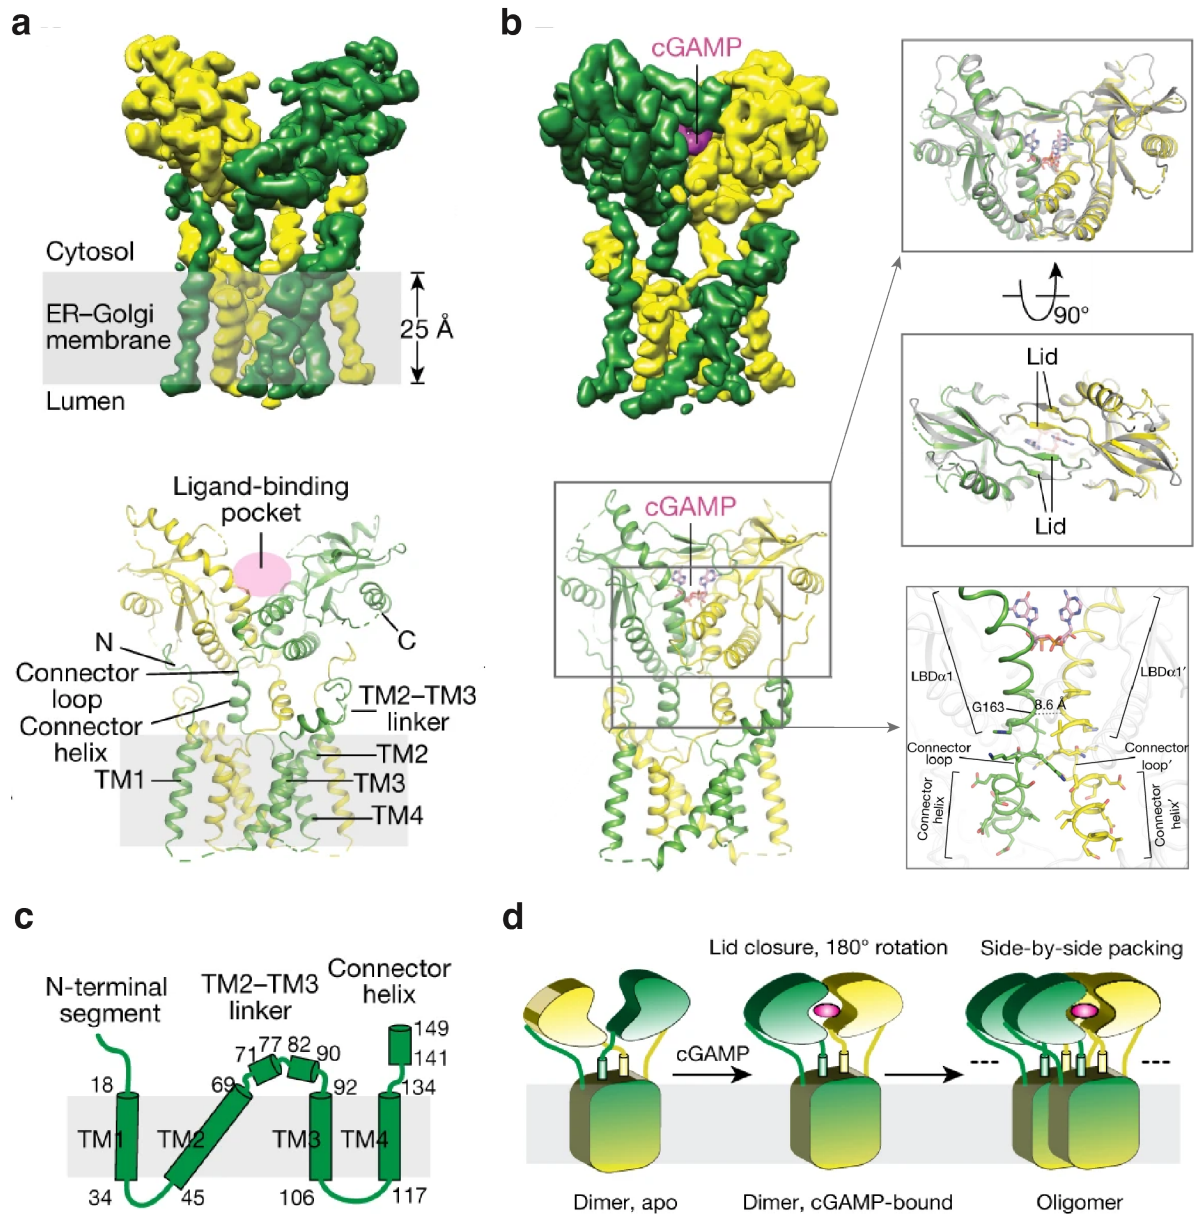 a
Cytosol
ER–Golgi
membrane
25 Å
Lumen
Ligand-binding
pocket
N
C
Connector
loop
Connector
helix
TM2–TM3
linker
TM1
TM2
TM3
TM4
b
cGAMP
90°
Lid
Lid
cGAMP
LBDα1
LBDα1′
G163
8.6 Å
Connector
loop
Connector
loop′
Connector
helix
Connector
helix′
c
N-terminal
segment
TM2–TM3
linker
Connector
helix
149
141
134
71
77
82
90
69
92
18
TM1
TM2
TM3
TM4
34
45
106
117
d
Lid closure, 180° rotation
Side-by-side packing
cGAMP
Dimer, apo
Dimer, cGAMP-bound
Oligomer